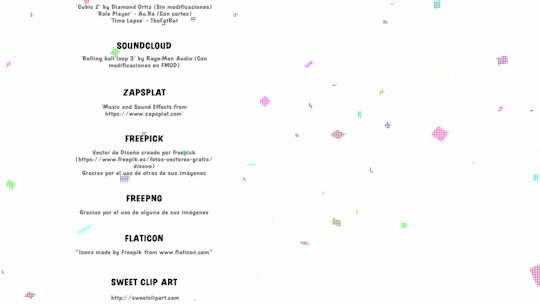 'Cubic Z' by Diamond Ortiz (Sin modificaciones)
'Role Player' - Au.Ra (Con cortes)
'Time Lapse' - TheFatRat
SOUNDCLOUD
'Rolling ball loop 3' by Rage:Man Audio (Con
modificaciones en FMOD)
ZAPSPLAT
'Music and Sound Effects from
https://www.zapsplat.com'
FREEPICK
Vector de Diseño creado por freepick
(https://www.freepik.es/fotos-vectores-gratis/
diseno)
Gracias por el uso de otras de sus imágenes
FREEPNG
Gracias por el uso de alguna de sus imágenes
FLATICON
"Icons made by Freepik from www.flaticon.com"
SWEET CLIP ART
http://sweetclipart.com